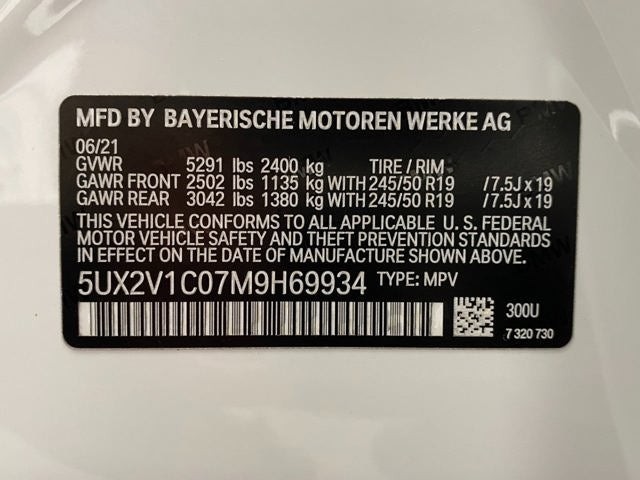 MFD BY BAYERISCHE MOTOREN WERKE AG
06/21
GVWR 5291 lbs 2400 kg TIRE / RIM
GAWR FRONT 2502 lbs 1135 kg WITH 245/50 R19 /7.5J x 19
GAWR REAR 3042 lbs 1380 kg WITH 245/50 R19 /7.5J x 19
THIS VEHICLE CONFORMS TO ALL APPLICABLE U. S. FEDERAL
MOTOR VEHICLE SAFETY AND THEFT PREVENTION STANDARDS
IN EFFECT ON THE DATE OF MANUFACTURE SHOWN ABOVE.
5UX2V1C07M9H69934 TYPE: MPV
300U
7 320 730